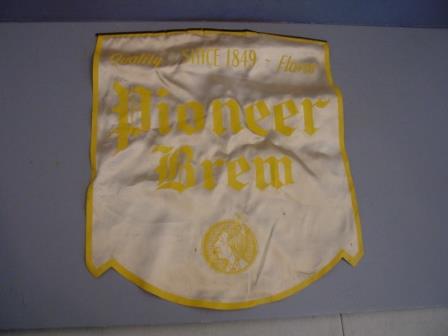 Quality SINCE 1849 - Flavor
Pioneer
Brew